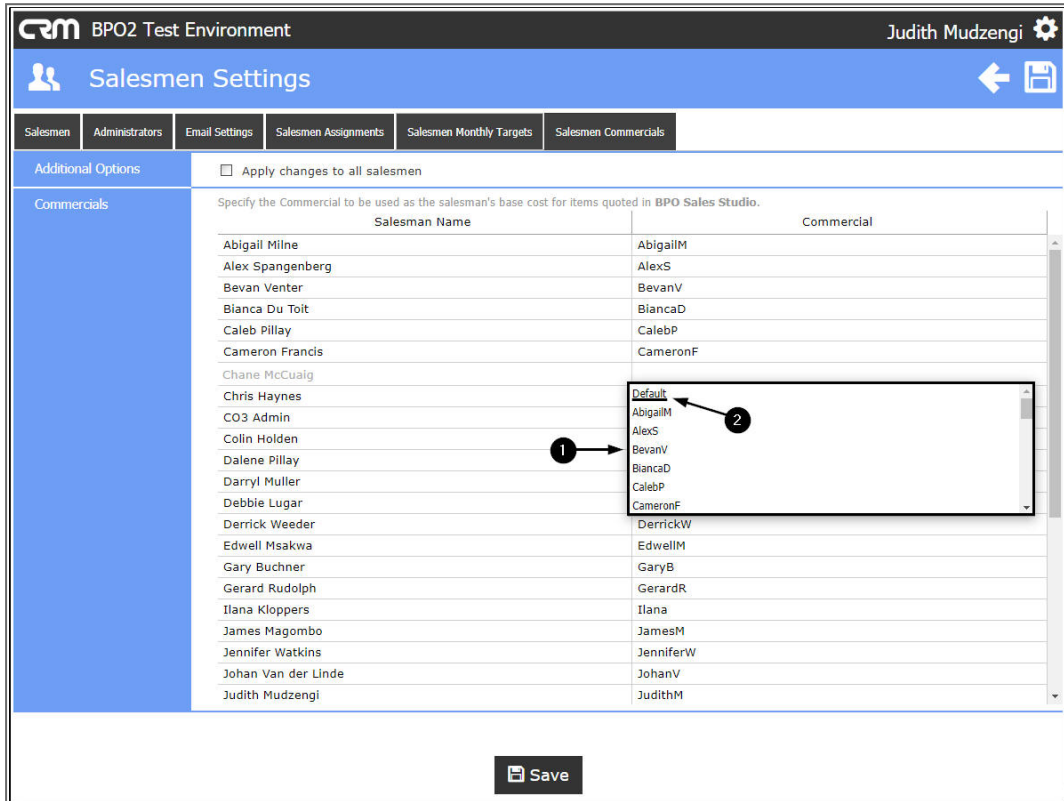 CRM BPO2 Test Environment Judith Mudzengi
Salesmen Settings
Salesmen Administrators Email Settings Salesmen Assignments Salesmen Monthly Targets Salesmen Commercials
Additional Options Apply changes to all salesmen
Commercials Specify the Commercial to be used as the salesman's base cost for items quoted in BPO Sales Studio.
Salesman Name Commercial
Abigail Milne AbigailM
Alex Spangenberg AlexS
Bevan Venter BevanV
Bianca Du Toit BiancaD
Caleb Pillay CalebP
Cameron Francis CameronF
Chane McCuaig
Chris Haynes Default
CO3 Admin AbigailM 2
AlexS
Colin Holden 1 BevanV
Dalene Pillay BiancaD
Darryl Muller CalebP
Debbie Lugar CameronF
Derrick Weeder DerrickW
Edwell Msakwa EdwellM
Gary Buchner GaryB
Gerard Rudolph GerardR
Ilana Kloppers Ilana
James Magombo JamesM
Jennifer Watkins JenniferW
Johan Van der Linde JohanV
Judith Mudzengi JudithM
Save